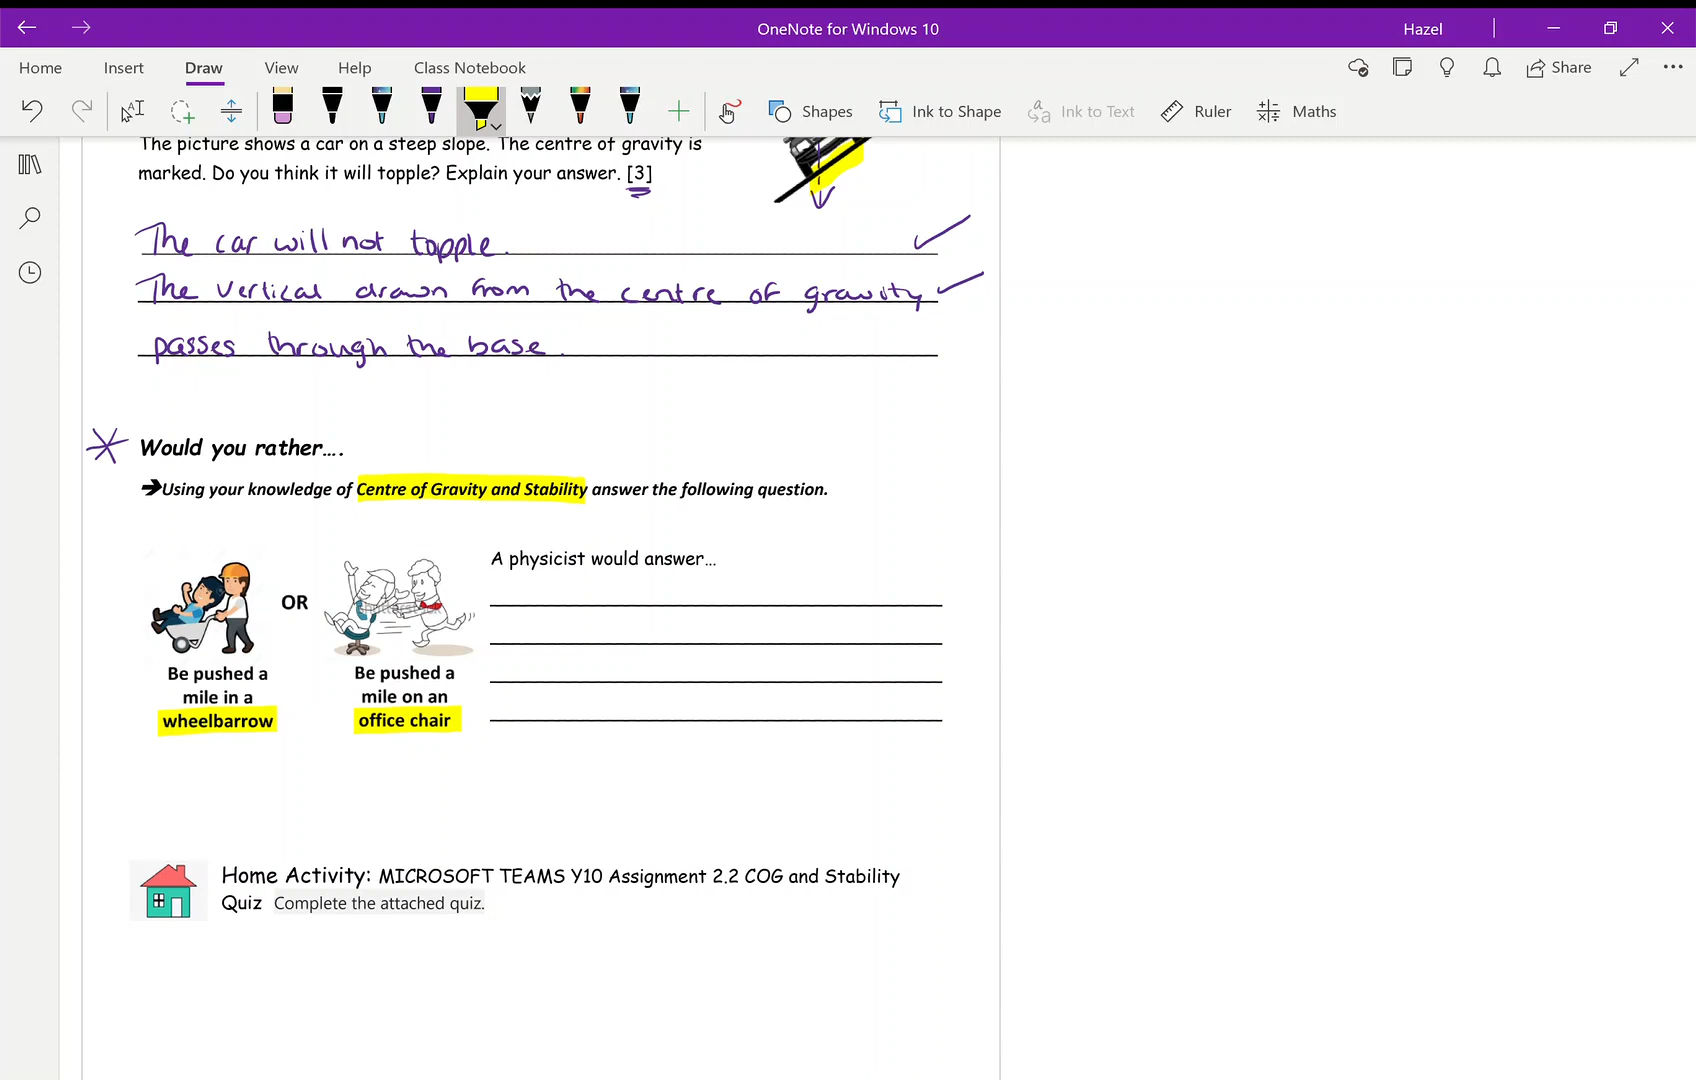 OneNote for Windows 10
Hazel
Home
Insert
Draw
View
Help
Class Notebook
Share
Shapes
Ink to Shape
Ink to Text
Ruler
Maths
The picture shows a car on a steep slope. The centre of gravity is
marked. Do you think it will topple? Explain your answer. [3]
The car will not topple.
The vertical drawn from the centre of gravity
passes through the base.
Would you rather….
➔Using your knowledge of Centre of Gravity and Stability answer the following question.
A physicist would answer…
OR
Be pushed a
mile in a
wheelbarrow
Be pushed a
mile on an
office chair
Home Activity: MICROSOFT TEAMS Y10 Assignment 2.2 COG and Stability
Quiz Complete the attached quiz.